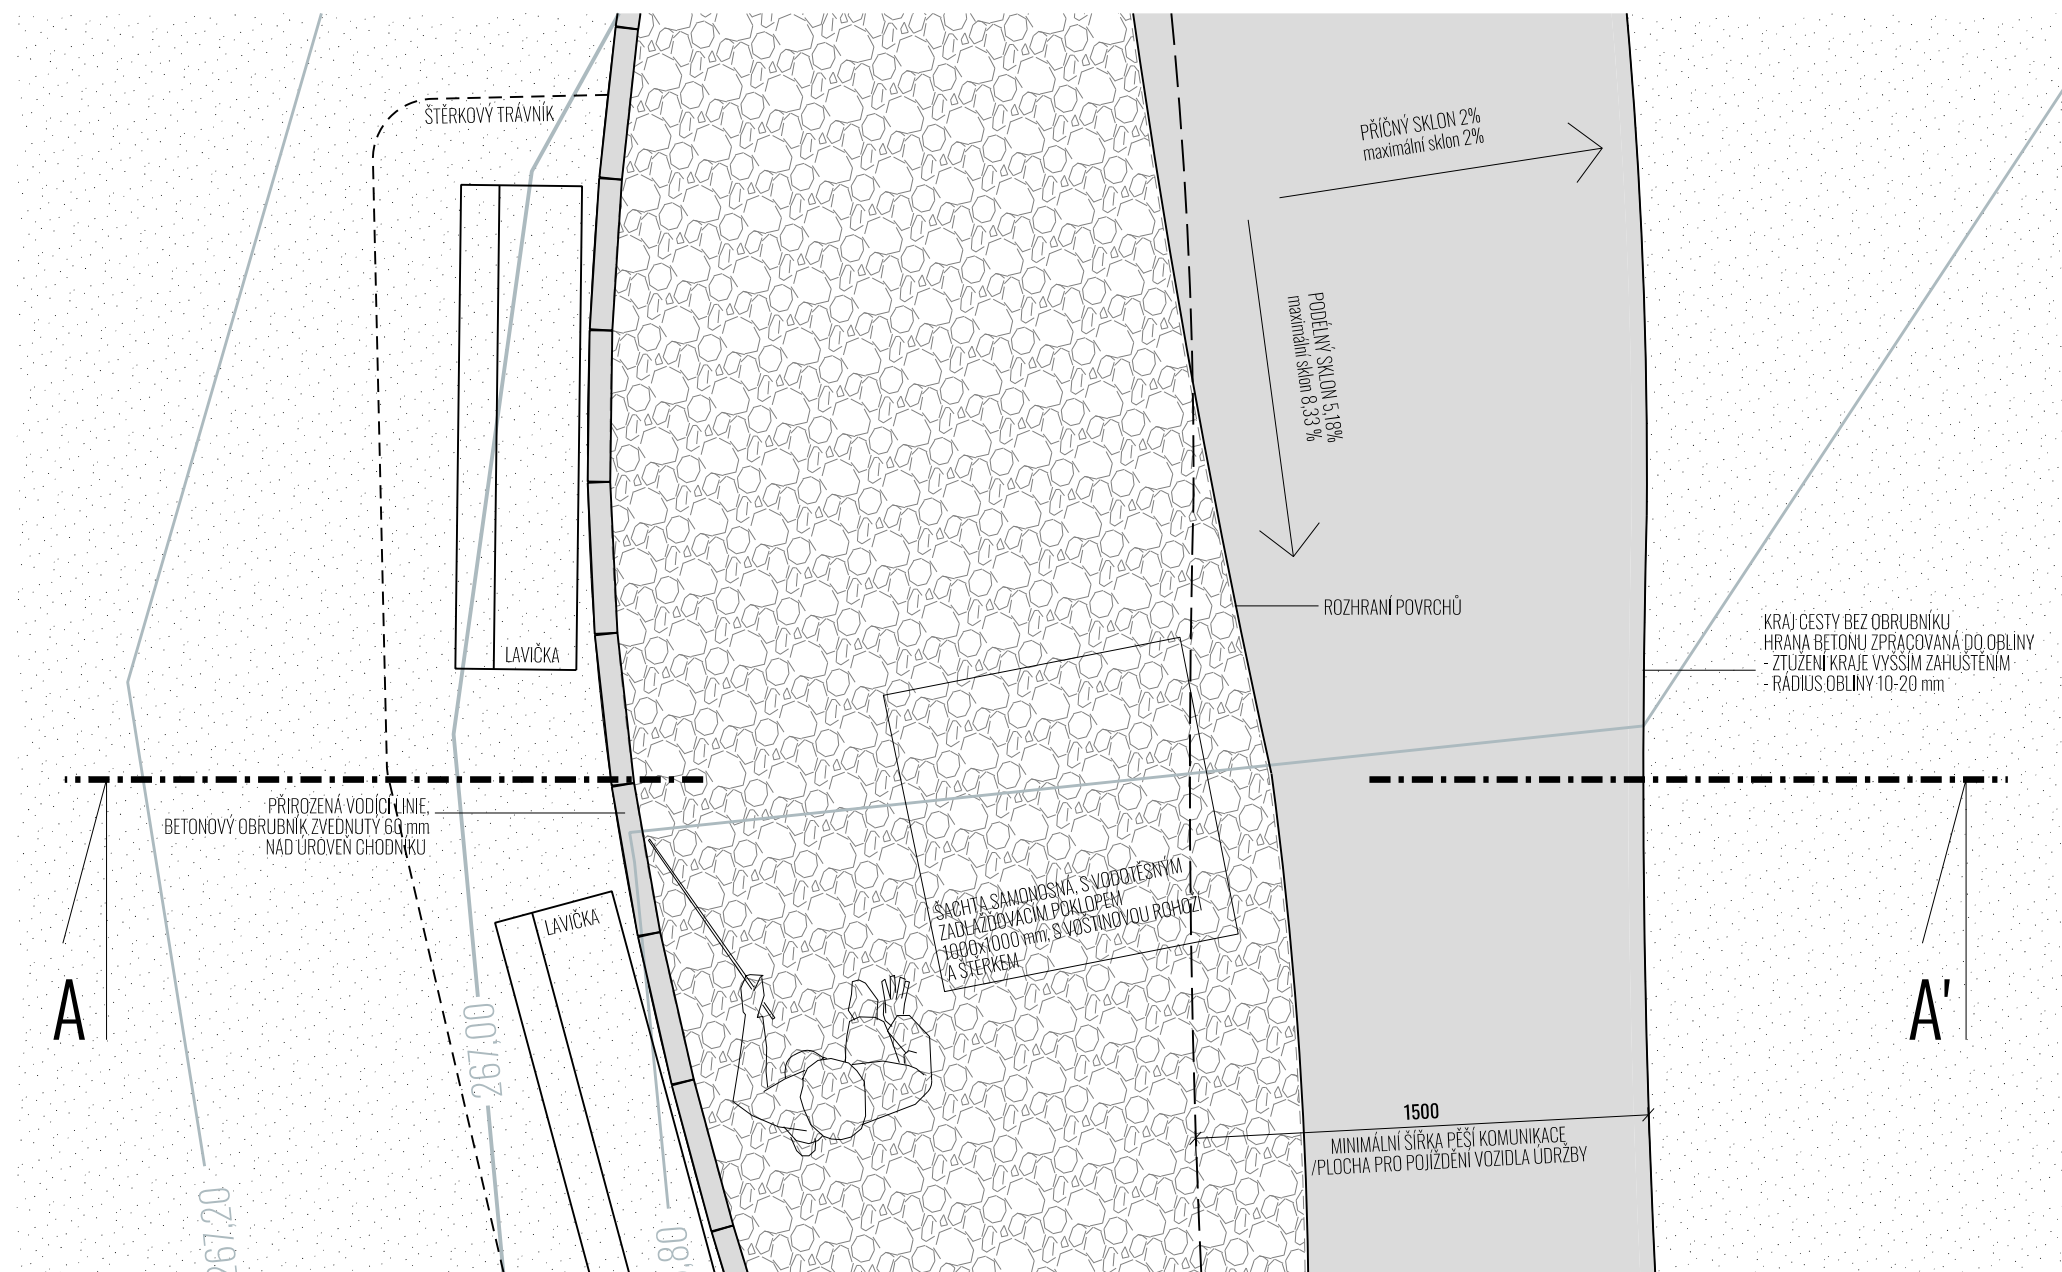 ŠTĚRKOVÝ TRÁVNÍK
PŘÍČNÝ SKLON 2%
maximální sklon 2%
PODÉLNÝ SKLON 5,18%
maximální sklon 8,33 %
ROZHRANÍ POVRCHŮ
KRAJ CESTY BEZ OBRUBNÍKU
HRANA BETONU ZPRACOVANÁ DO OBLINY
- ZTUŽENÍ KRAJE VYŠŠÍM ZAHUŠTĚNÍM
- RÁDIUS OBLINY 10-20 mm
LAVIČKA
PŘIROZENÁ VODÍCÍ LINIE,
BETONOVÝ OBRUBNÍK ZVEDNUTÝ 60 mm
NAD ÚROVEŇ CHODNÍKU
ŠACHTA SAMONOSNÁ, S VODOTĚSNÝM
ZADLAŽĎOVACÍM POKLOPEM
1000x1000 mm, S VOŠTINOVOU ROHOŽÍ
A ŠTĚRKEM
LAVIČKA
A
A'
267,00
1500
MINIMÁLNÍ ŠÍŘKA PĚŠÍ KOMUNIKACE
/PLOCHA PRO POJÍŽDĚNÍ VOZIDLA ÚDRŽBY
267,20
,80